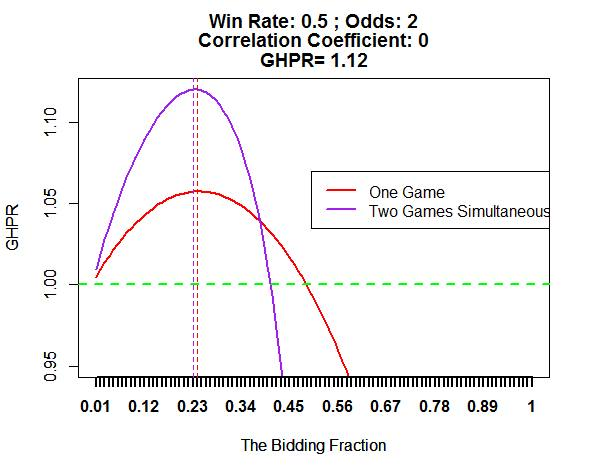 Win Rate: 0.5 ; Odds: 2
Correlation Coefficient: 0
GHPR= 1.12
GHPR
1.10
1.05
1.00
0.95
One Game
Two Games Simultaneous
0.01 0.12 0.23 0.34 0.45 0.56 0.67 0.78 0.89 1
The Bidding Fraction